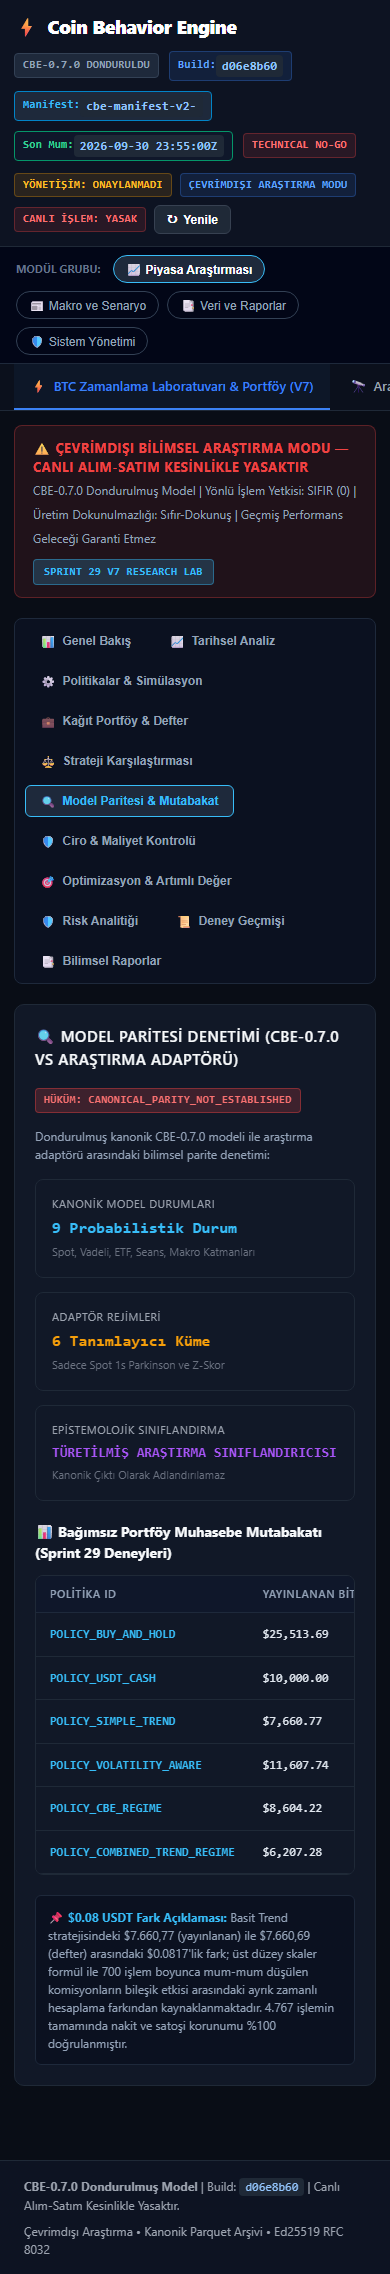 Coin Behavior Engine
CBE-0.7.0 DONDURULDU
Build: d06e8b60
Manifest: cbe-manifest-v2-
Son Mum: 2026-09-30 23:55:00Z
TECHNICAL NO-GO
YÖNETİŞİM: ONAYLANMADI
ÇEVRİMDIŞI ARAŞTIRMA MODU
CANLI İŞLEM: YASAK
↻ Yenile
MODÜL GRUBU:
Piyasa Araştırması
Makro ve Senaryo
Veri ve Raporlar
Sistem Yönetimi
BTC Zamanlama Laboratuvarı & Portföy (V7)
Ara
ÇEVRİMDIŞI BİLİMSEL ARAŞTIRMA MODU —
CANLI ALIM-SATIM KESİNLİKLE YASAKTIR
CBE-0.7.0 Dondurulmuş Model | Yönlü İşlem Yetkisi: SIFIR (0) |
Üretim Dokunulmazlığı: Sıfır-Dokunuş | Geçmiş Performans
Geleceği Garanti Etmez
SPRINT 29 V7 RESEARCH LAB
Genel Bakış
Tarihsel Analiz
Politikalar & Simülasyon
Kağıt Portföy & Defter
Strateji Karşılaştırması
Model Paritesi & Mutabakat
Ciro & Maliyet Kontrolü
Optimizasyon & Artımlı Değer
Risk Analitiği
Deney Geçmişi
Bilimsel Raporlar
MODEL PARİTESİ DENETİMİ (CBE-0.7.0
VS ARAŞTIRMA ADAPTÖRÜ)
HÜKÜM: CANONICAL_PARITY_NOT_ESTABLISHED
Dondurulmuş kanonik CBE-0.7.0 modeli ile araştırma
adaptörü arasındaki bilimsel parite denetimi:
KANONİK MODEL DURUMLARI
9 Probabilistik Durum
Spot, Vadeli, ETF, Seans, Makro Katmanları
ADAPTÖR REJİMLERİ
6 Tanımlayıcı Küme
Sadece Spot 1s Parkinson ve Z-Skor
EPİSTEMOLOJİK SINIFLANDIRMA
TÜRETİLMİŞ ARAŞTIRMA SINIFLANDIRICISI
Kanonik Çıktı Olarak Adlandırılamaz
Bağımsız Portföy Muhasebe Mutabakatı
(Sprint 29 Deneyleri)
POLİTİKA ID YAYINLANAN BİT
POLICY_BUY_AND_HOLD $25,513.69
POLICY_USDT_CASH $10,000.00
POLICY_SIMPLE_TREND $7,660.77
POLICY_VOLATILITY_AWARE $11,607.74
POLICY_CBE_REGIME $8,604.22
POLICY_COMBINED_TREND_REGIME $6,207.28
$0.08 USDT Fark Açıklaması: Basit Trend
stratejisindeki $7.660,77 (yayınlanan) ile $7.660,69
(defter) arasındaki $0.0817'lik fark; üst düzey skaler
formül ile 700 işlem boyunca mum-mum düşülen
komisyonların bileşik etkisi arasındaki ayrık zamanlı
hesaplama farkından kaynaklanmaktadır. 4.767 işlemin
tamamında nakit ve satoşi korunumu %100
doğrulanmıştır.
CBE-0.7.0 Dondurulmuş Model | Build: d06e8b60 | Canlı
Alım-Satım Kesinlikle Yasaktır.
Çevrimdışı Araştırma • Kanonik Parquet Arşivi • Ed25519 RFC
8032